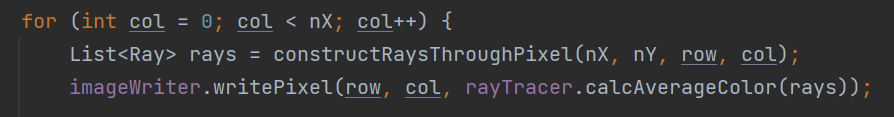 for (int col = 0; col < nX; col++) {
List<Ray> rays = constructRaysThroughPixel(nX, nY, row, col);
imageWriter.writePixel(row, col, rayTracer.calcAverageColor(rays));